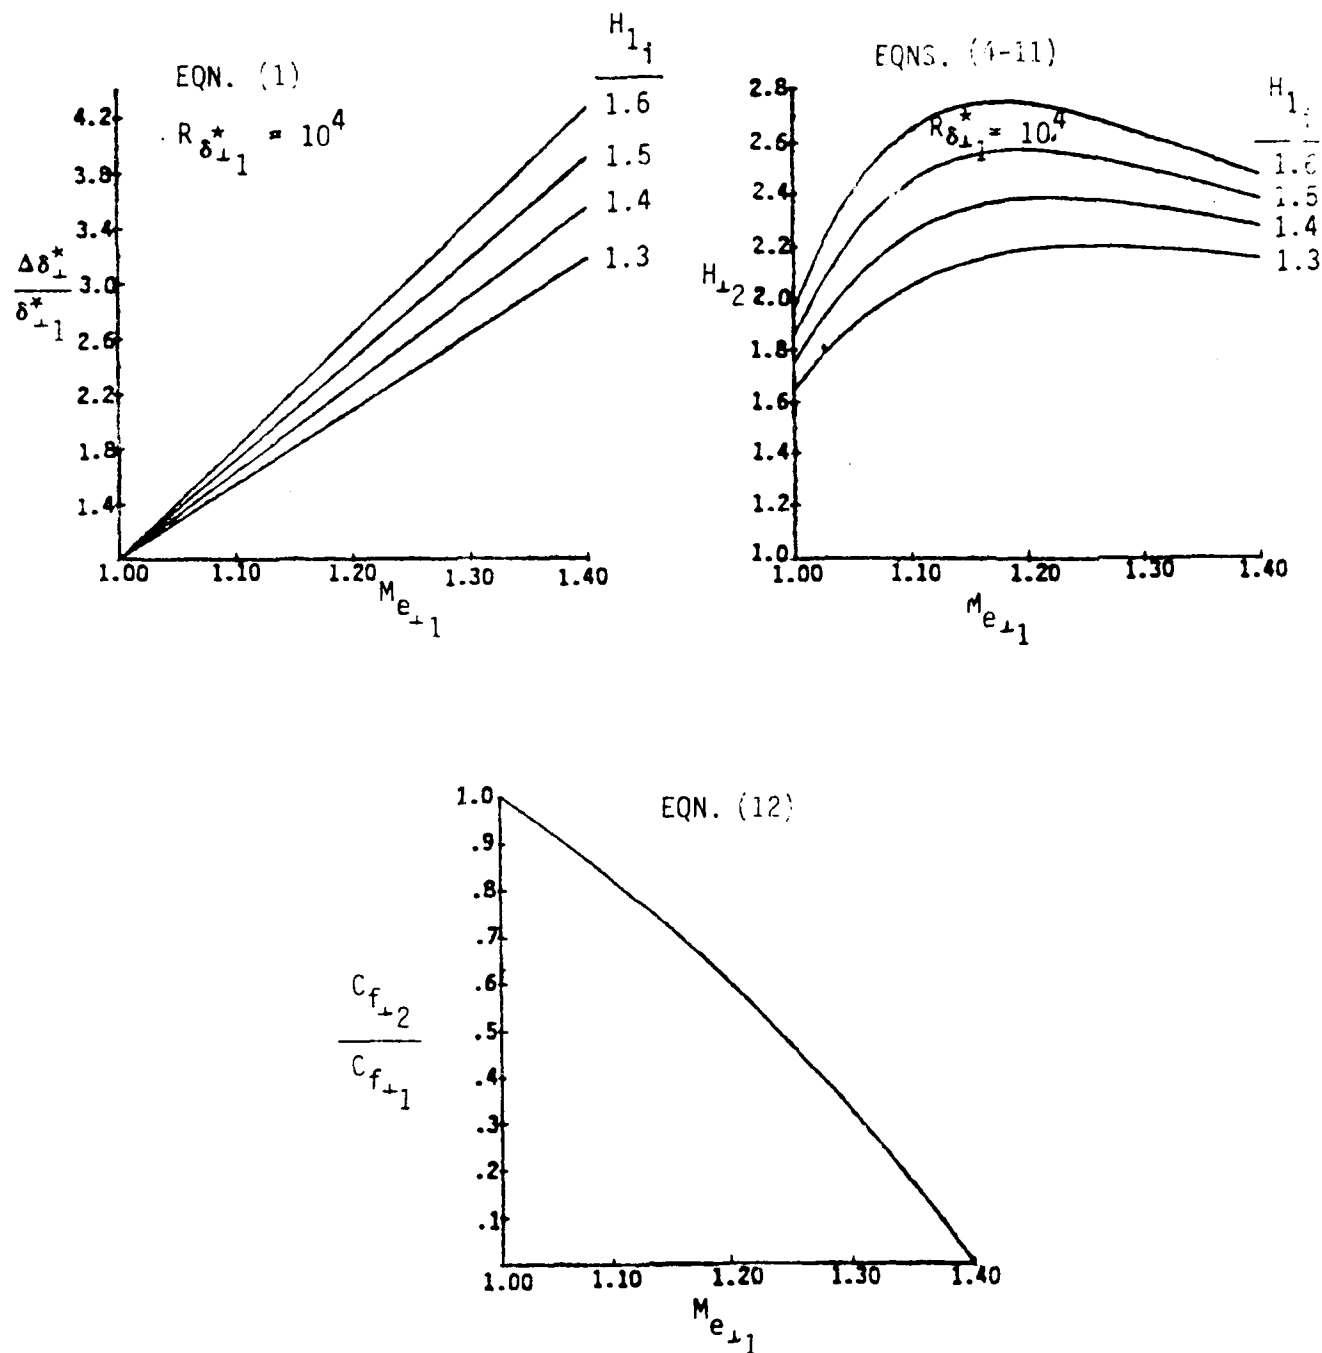 EQN. (1)
R δ*⊥1 = 10^4
H1i
1.6
1.5
1.4
1.3
4.2
3.8
3.4
3.0
2.6
2.2
1.8
1.4
Δδ*⊥
δ*⊥1
1.00 1.10 1.20 1.30 1.40
Me⊥1
EQNS. (4-11)
R δ*⊥1 = 10^4
H1i
1.6
1.5
1.4
1.3
2.8
2.6
2.4
2.2
2.0
1.8
1.6
1.4
1.2
1.0
H⊥2
1.00 1.10 1.20 1.30 1.40
Me⊥1
EQN. (12)
1.0
.9
.8
.7
.6
.5
.4
.3
.2
.1
Cf⊥2
Cf⊥1
1.00 1.10 1.20 1.30 1.40
Me⊥1